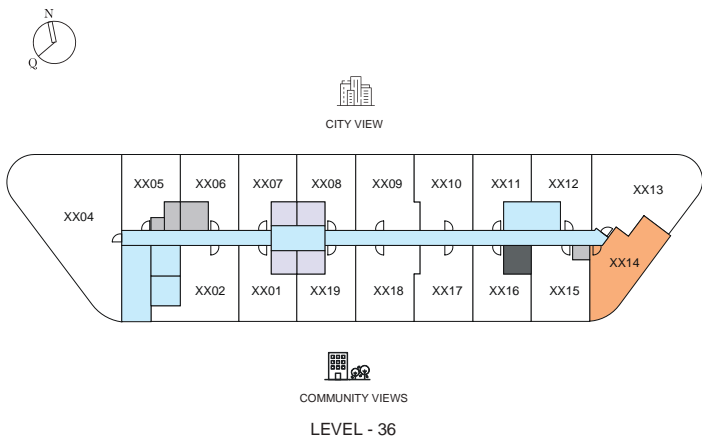 N
Q
CITY VIEW
XX05 XX06 XX07 XX08 XX09 XX10 XX11 XX12
XX04 XX13
XX14
XX02 XX01 XX19 XX18 XX17 XX16 XX15
COMMUNITY VIEWS
LEVEL - 36